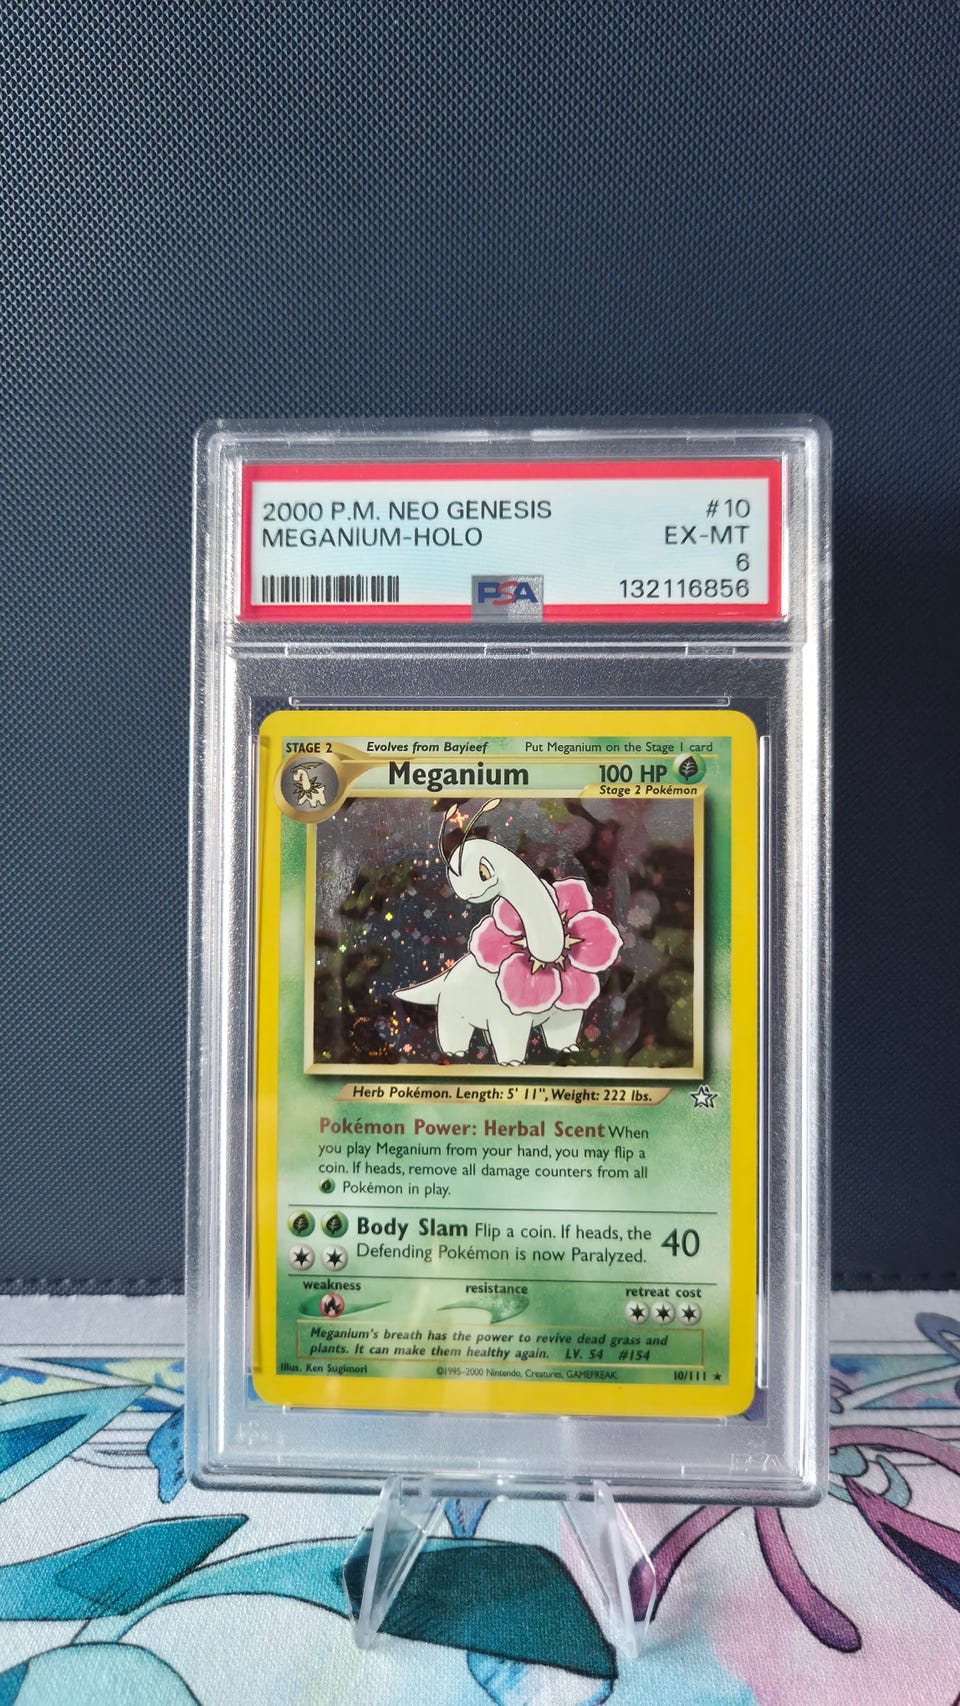 2000 P.M. NEO GENESIS #10
MEGANIUM-HOLO EX-MT
6
PSA 132116856
STAGE 2 Evolves from Bayleef Put Meganium on the Stage 1 card
Meganium 100 HP
Stage 2 Pokémon
Herb Pokémon. Length: 5' 11", Weight: 222 lbs.
Pokémon Power: Herbal Scent When
you play Meganium from your hand, you may flip a
coin. If heads, remove all damage counters from all
Pokémon in play.
Body Slam Flip a coin. If heads, the 40
Defending Pokémon is now Paralyzed.
weakness resistance retreat cost
Meganium's breath has the power to revive dead grass and
plants. It can make them healthy again. LV. 54 #154
Illus. Ken Sugimori ©1995-2000 Nintendo, Creatures, GAMEFREAK. 10/111 ★